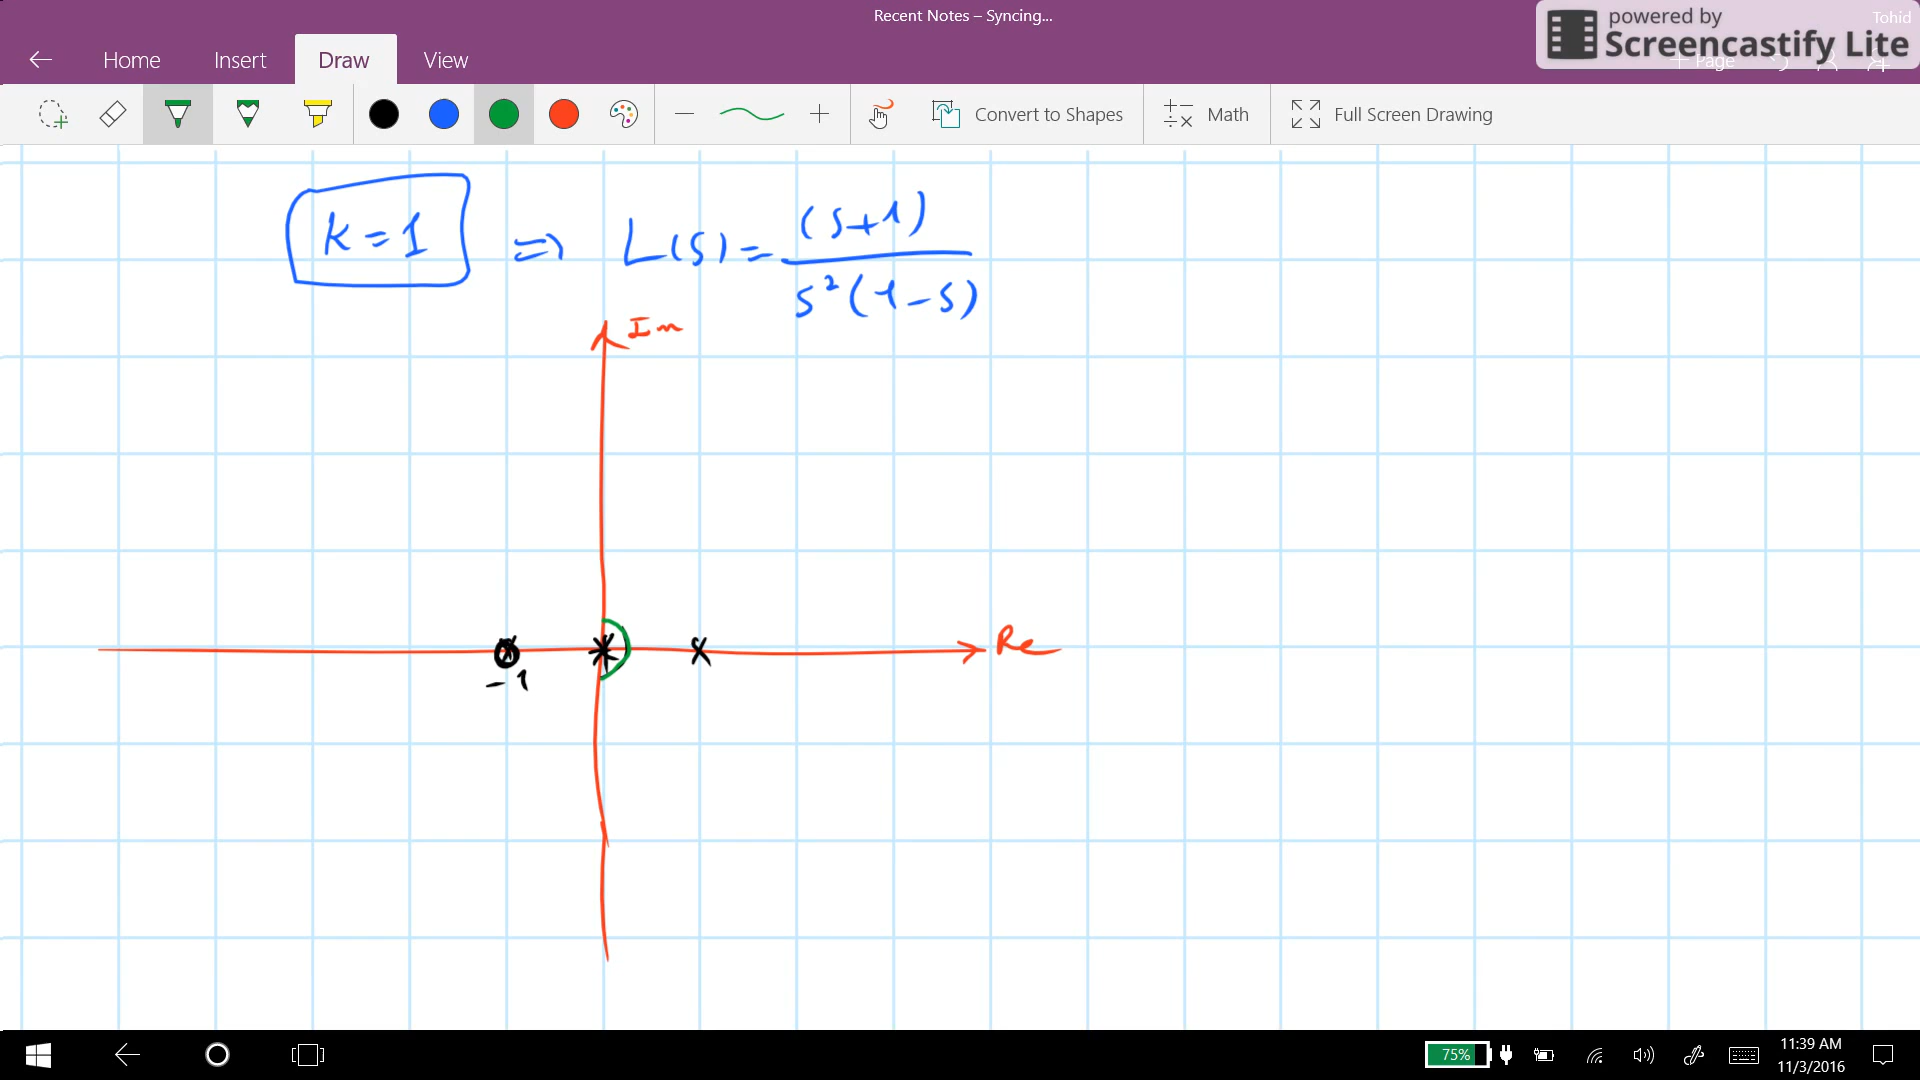 Recent Notes – Syncing...
Tohid
powered by
Screencastify Lite
Home Insert Draw View
+ Page
Convert to Shapes Math Full Screen Drawing
k = 1 ⇒ L(s) = (s+1) / s²(1-s)
Im
Re
-1
75%
11:39 AM
11/3/2016